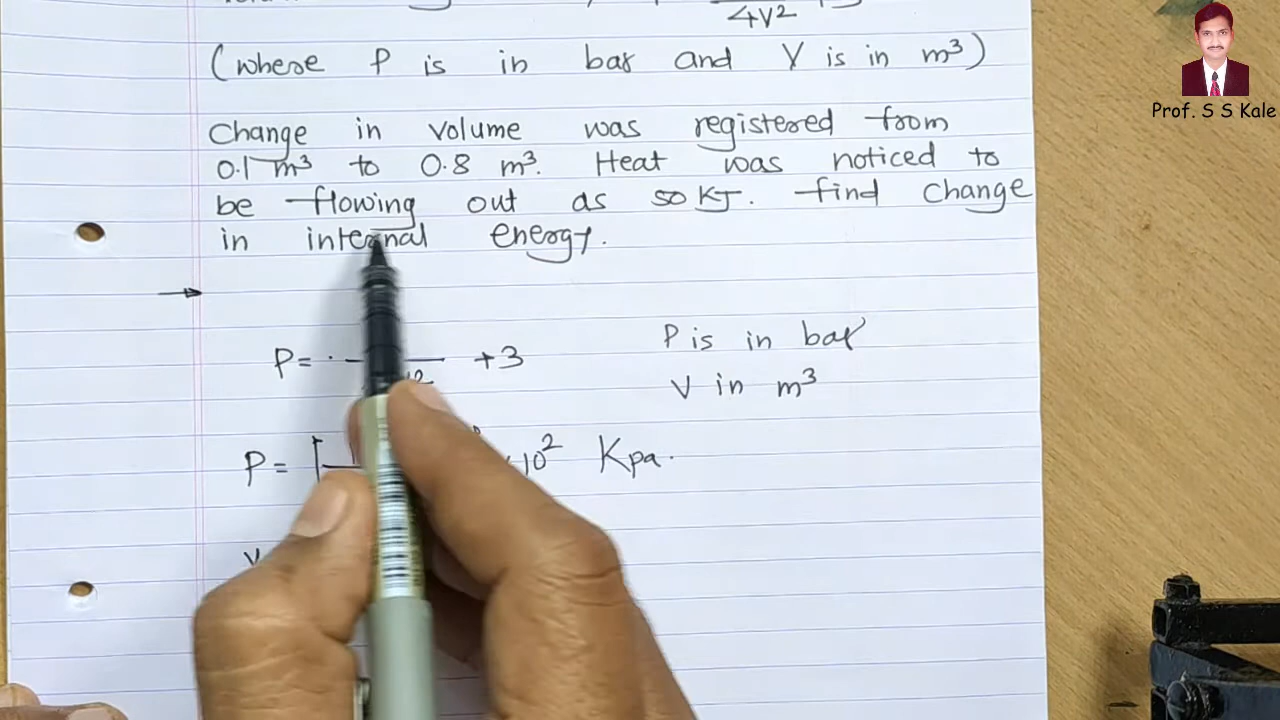 4V2
(where P is in bar and V is in m³)
Change in volume was registered from
0.1 m³ to 0.8 m³. Heat was noticed to
be flowing out as 50 KJ. find change
in internal energy.
P = +3
P is in bar
V in m³
P = [ 10² Kpa.
Prof. S S Kale